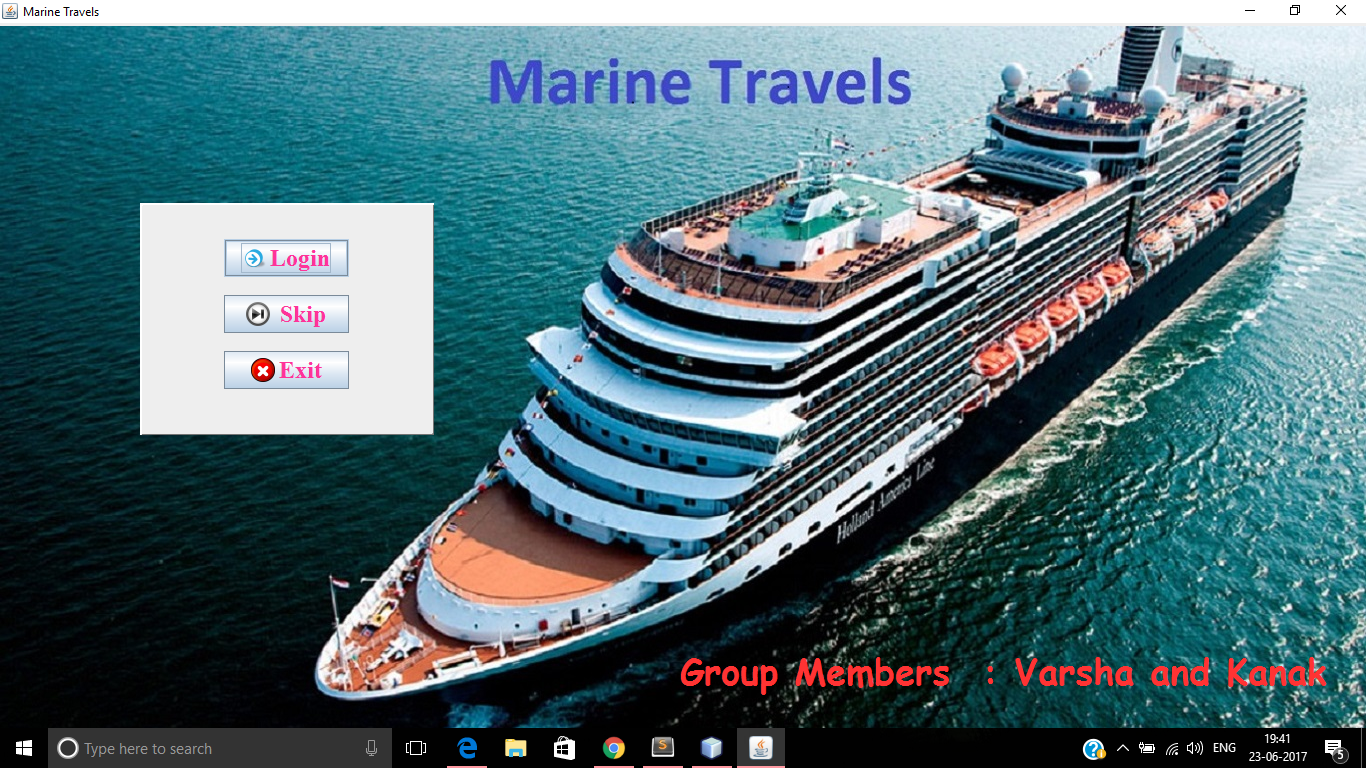 Marine Travels
Marine Travels
Login
Skip
Exit
Holland America Line
Group Members : Varsha and Kanak
Type here to search
ENG
19:41
23-06-2017
5